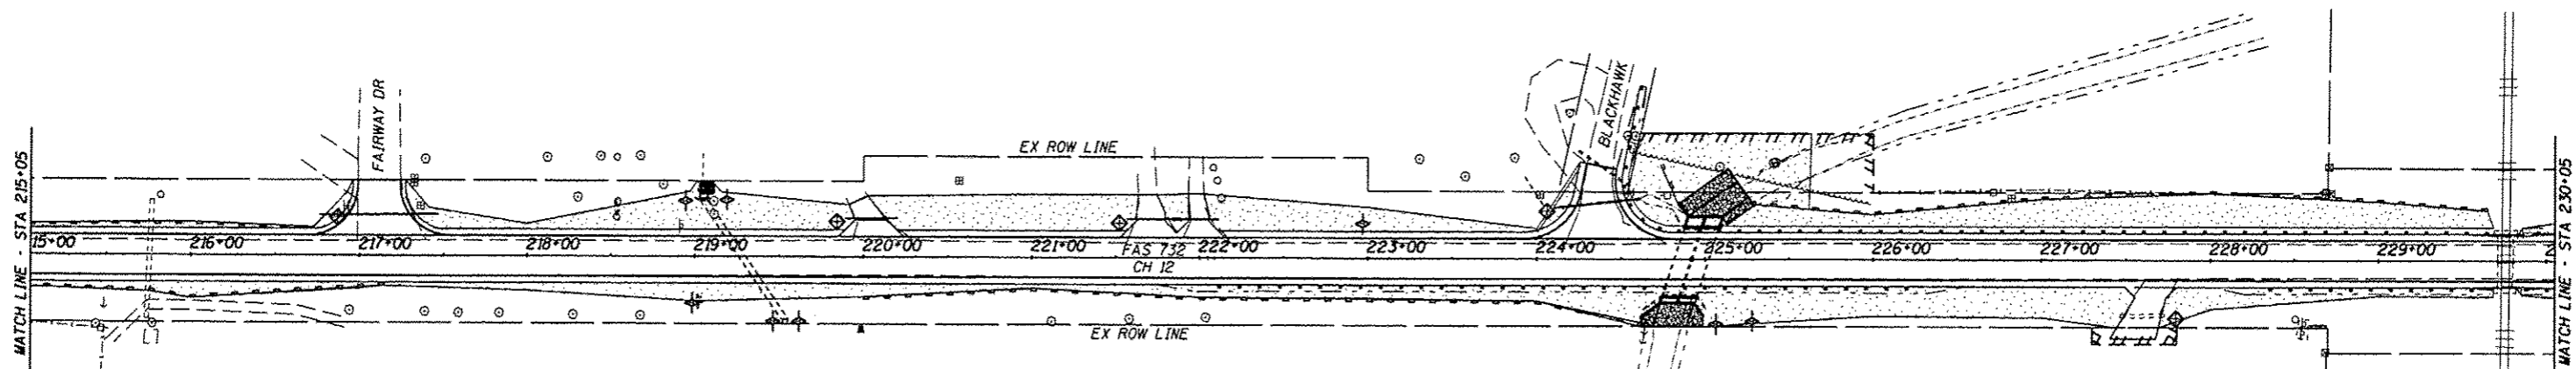 MATCH LINE - STA 215+05
FAIRWAY DR
EX ROW LINE
BLACKHAWK
15+00 216+00 217+00 218+00 219+00 220+00 221+00 222+00 223+00 224+00 225+00 226+00 227+00 228+00 229+00 2
FAS 732
CH 12
EX ROW LINE
MATCH LINE - STA 230+05